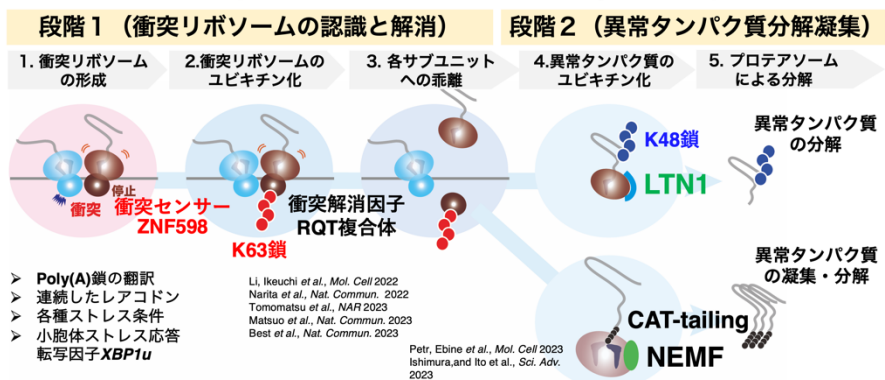 段階1（衝突リボソームの認識と解消）
段階２（異常タンパク質分解凝集）
1. 衝突リボソーム
の形成
2.衝突リボソームの
ユビキチン化
3. 各サブユニット
への乖離
4.異常タンパク質の
ユビキチン化
5. プロテアソーム
による分解
停止
衝突
衝突センサー
ZNF598
K63鎖
衝突解消因子
RQT複合体
K48鎖
LTN1
異常タンパク質
の分解
➢ Poly(A)鎖の翻訳
➢ 連続したレアコドン
➢ 各種ストレス条件
➢ 小胞体ストレス応答
転写因子XBP1u
Li, Ikeuchi et al., Mol. Cell 2022
Narita et al., Nat. Commun. 2022
Tomomatsu et al., NAR 2023
Matsuo et al., Nat. Commun. 2023
Best et al., Nat. Commun. 2023
Petr, Ebine et al., Mol. Cell 2023
Ishimura,and Ito et al., Sci. Adv.
2023
CAT-tailing
NEMF
異常タンパク質
の凝集・分解